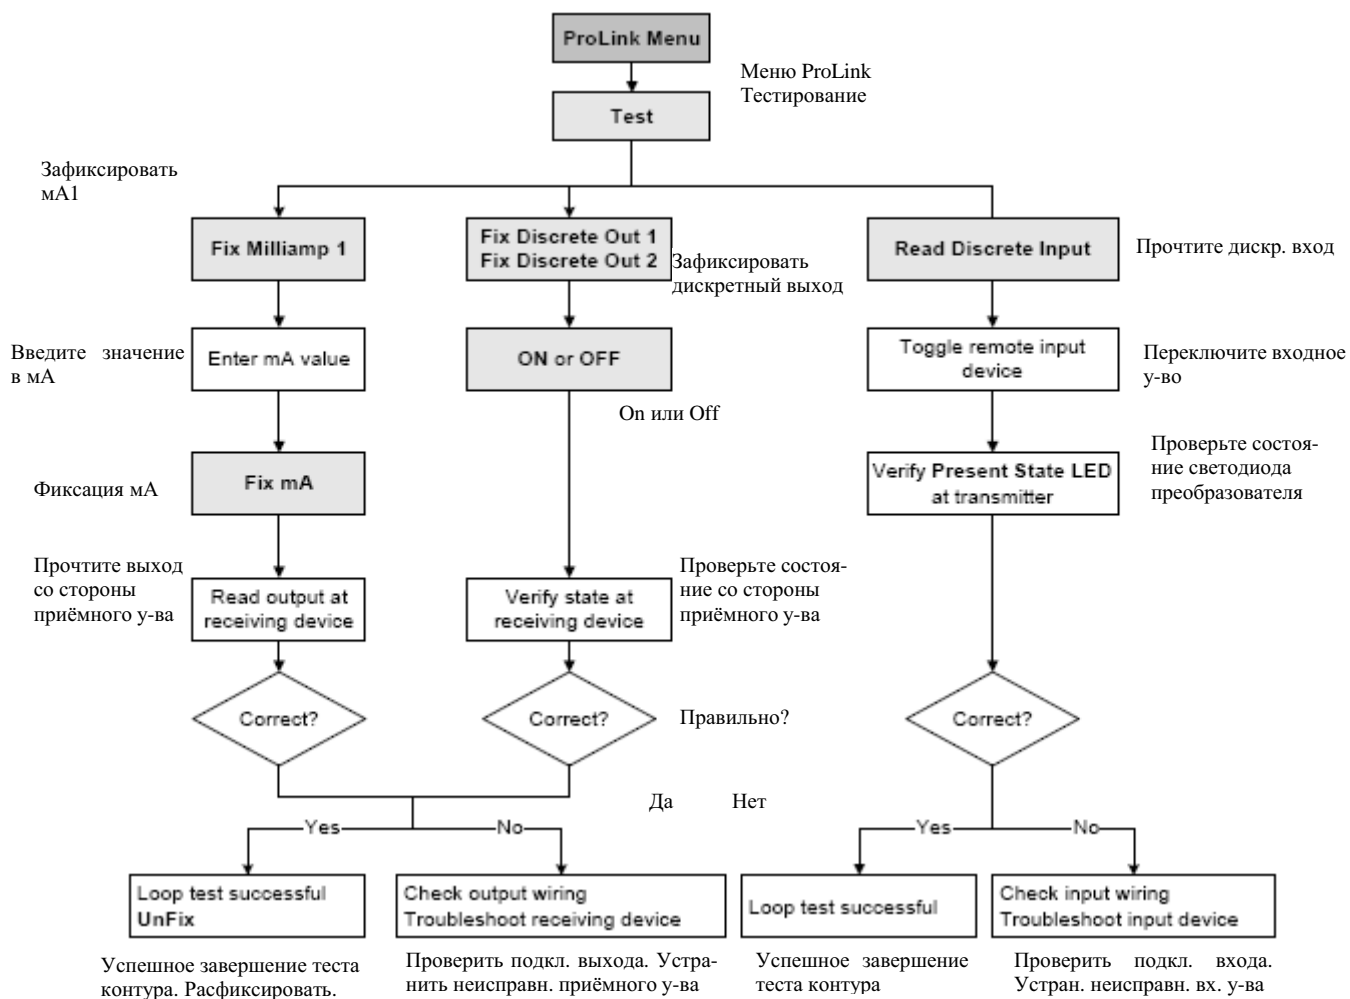 ProLink Menu
Меню ProLink
Тестирование
Test
Зафиксировать
мА1
Fix Milliamp 1
Fix Discrete Out 1
Fix Discrete Out 2
Зафиксировать
дискретный выход
Read Discrete Input
Прочтите дискр. вход
Введите значение
в мА
Enter mA value
ON or OFF
On или Off
Toggle remote input
device
Переключите входное
у-во
Фиксация мА
Fix mA
Verify Present State LED
at transmitter
Проверьте состоя-
ние светодиода
преобразователя
Прочтите выход
со стороны
приёмного у-ва
Read output at
receiving device
Verify state at
receiving device
Проверьте состоя-
ние со стороны
приёмного у-ва
Correct?
Correct?
Правильно?
Correct?
Да Нет
Yes
No
Yes
No
Loop test successful
UnFix
Check output wiring
Troubleshoot receiving device
Loop test successful
Check input wiring
Troubleshoot input device
Успешное завершение теста
контура. Расфиксировать.
Проверить подкл. выхода. Устра-
нить неисправн. приёмного у-ва
Успешное завершение
теста контура
Проверить подкл. входа.
Устран. неисправн. вх. у-ва